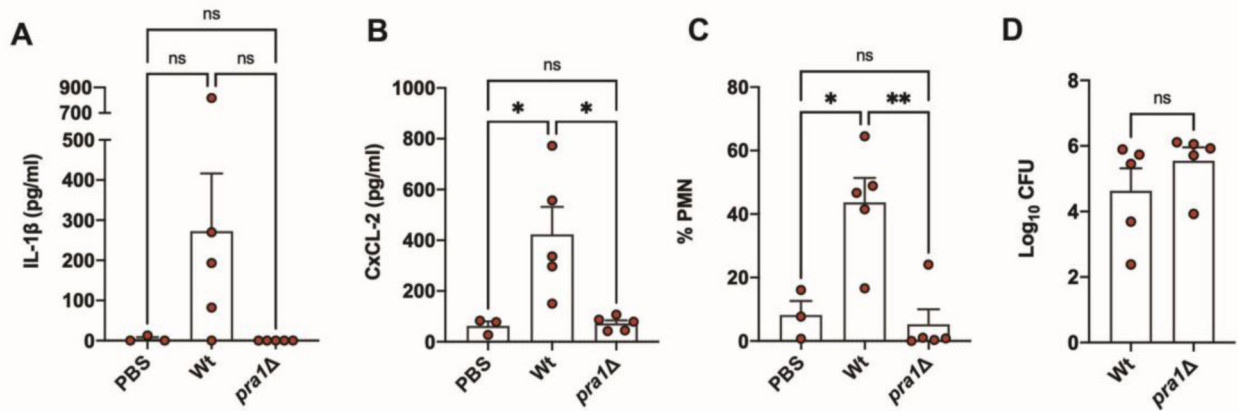 A
IL-1β (pg/ml)
900
700
500
400
300
200
100
0
ns
ns
ns
PBS
Wt
pra1Δ
B
CxCL-2 (pg/ml)
1000
800
600
400
200
0
ns
*
*
PBS
Wt
pra1Δ
C
% PMN
80
60
40
20
0
ns
*
**
PBS
Wt
pra1Δ
D
Log10 CFU
8
6
4
2
0
ns
Wt
pra1Δ